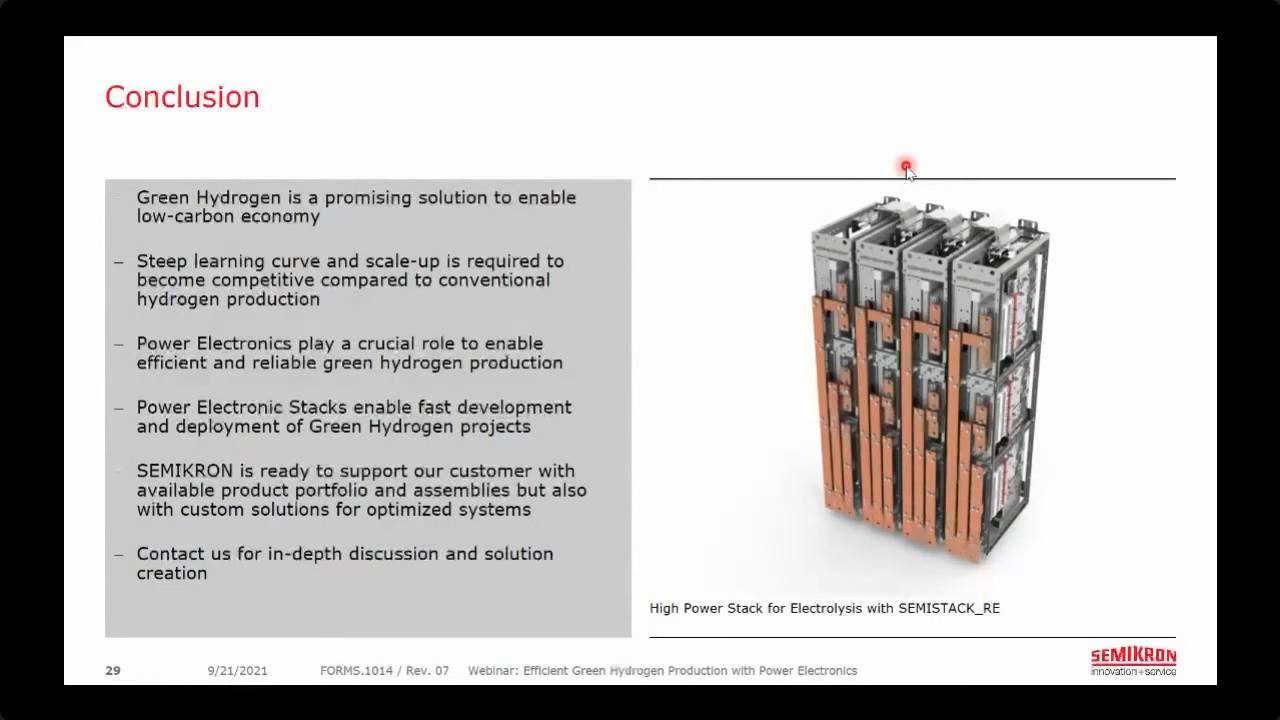 Conclusion
Green Hydrogen is a promising solution to enable
low-carbon economy
– Steep learning curve and scale-up is required to
become competitive compared to conventional
hydrogen production
– Power Electronics play a crucial role to enable
efficient and reliable green hydrogen production
– Power Electronic Stacks enable fast development
and deployment of Green Hydrogen projects
SEMIKRON is ready to support our customer with
available product portfolio and assemblies but also
with custom solutions for optimized systems
– Contact us for in-depth discussion and solution
creation
High Power Stack for Electrolysis with SEMISTACK_RE
29 9/21/2021 FORMS.1014 / Rev. 07 Webinar: Efficient Green Hydrogen Production with Power Electronics
SEMIKRON
innovation+service